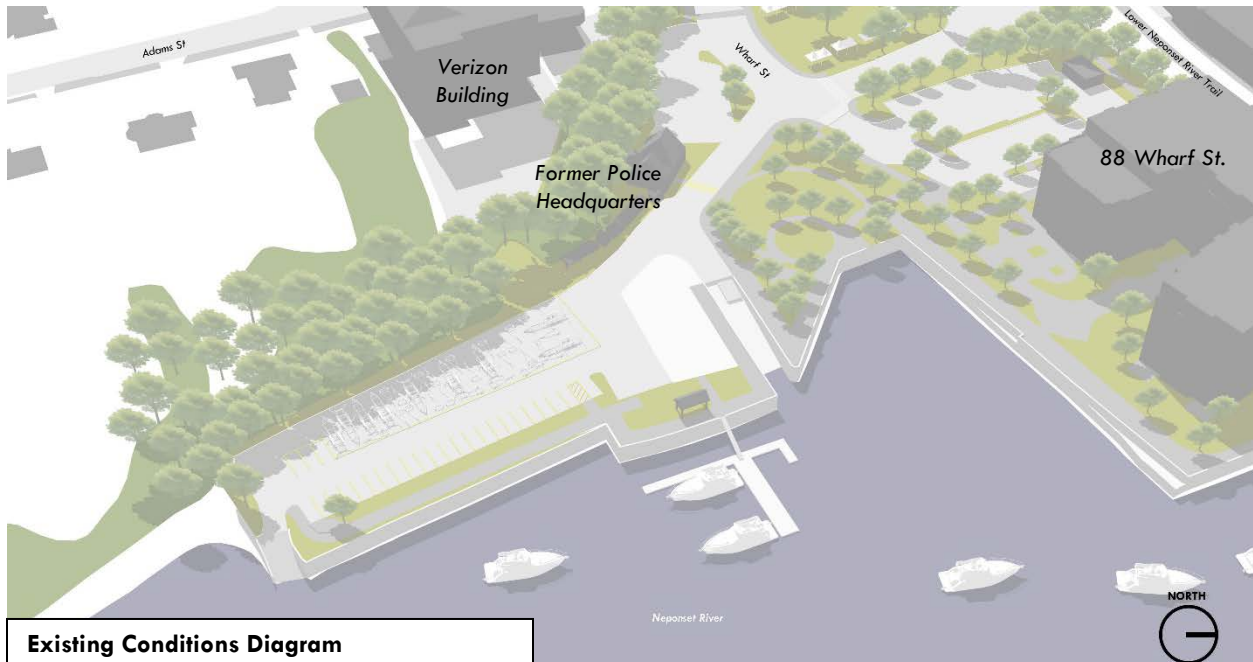 Adams St
Verizon
Building
Wharf St
Lower Neponset River Trail
Former Police
Headquarters
88 Wharf St.
Neponset River
NORTH
Existing Conditions Diagram